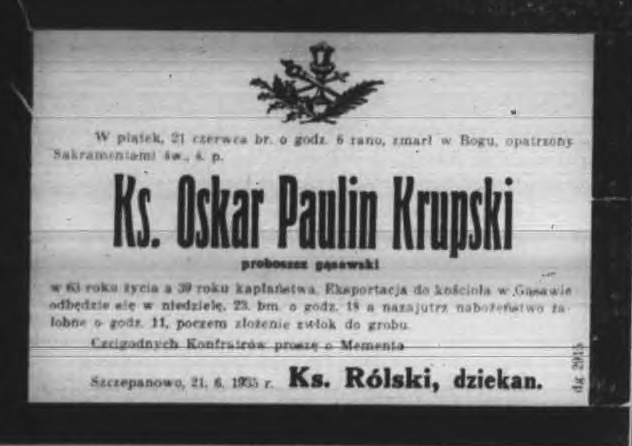 W piątek, 21 czerwca br. o godz. 6 rano, zmarł w Bogu, opatrzony
Sakramentami św., ś. p.
Ks. Oskar Paulin Krupski
proboszcz gąsawski
w 63 roku życia a 39 roku kapłaństwa. Eksportacja do kościoła w Gąsawie
odbędzie się w niedzielę, 23. bm. o godz. 18 a nazajutrz nabożeństwo ża-
łobne o godz. 11, poczem złożenie zwłok do grobu.
Czcigodnych Konfratrów proszę o Memento
Szczepanowo, 21. 6. 1935 r. Ks. Rólski, dziekan.
dg 2915